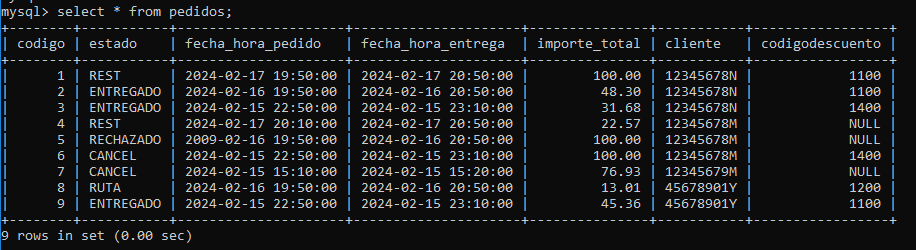 mysql> select * from pedidos;
+--------+-----------+---------------------+---------------------+---------------+-----------+-----------------+
| codigo | estado    | fecha_hora_pedido   | fecha_hora_entrega  | importe_total | cliente   | codigodescuento |
+--------+-----------+---------------------+---------------------+---------------+-----------+-----------------+
|      1 | REST      | 2024-02-17 19:50:00 | 2024-02-17 20:50:00 |        100.00 | 12345678N |            1100 |
|      2 | ENTREGADO | 2024-02-16 19:50:00 | 2024-02-16 20:50:00 |         48.30 | 12345678N |            1100 |
|      3 | ENTREGADO | 2024-02-15 22:50:00 | 2024-02-15 23:10:00 |         31.68 | 12345678N |            1400 |
|      4 | REST      | 2024-02-17 20:10:00 | 2024-02-17 20:50:00 |         22.57 | 12345678M |            NULL |
|      5 | RECHAZADO | 2009-02-16 19:50:00 | 2024-02-16 20:50:00 |        100.00 | 12345678M |            NULL |
|      6 | CANCEL    | 2024-02-15 22:50:00 | 2024-02-15 23:10:00 |        100.00 | 12345678M |            1400 |
|      7 | CANCEL    | 2024-02-15 15:10:00 | 2024-02-15 15:20:00 |         76.93 | 12345679M |            NULL |
|      8 | RUTA      | 2024-02-16 19:50:00 | 2024-02-16 20:50:00 |         13.01 | 45678901Y |            1200 |
|      9 | ENTREGADO | 2024-02-15 22:50:00 | 2024-02-15 23:10:00 |         45.36 | 45678901Y |            1100 |
+--------+-----------+---------------------+---------------------+---------------+-----------+-----------------+
9 rows in set (0.00 sec)